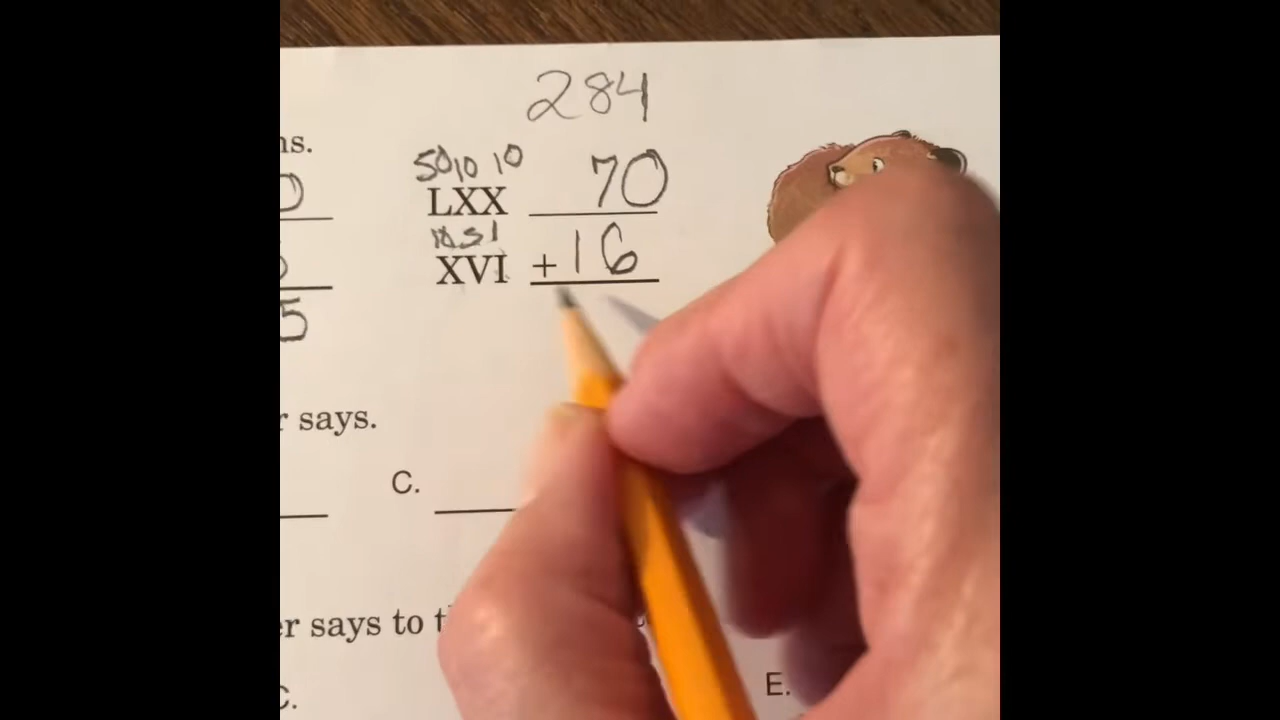 284
ns.
50 10 10
LXX 70
10 5 1
XVI + 16
5
r says.
C.
er says to t
C.
E.